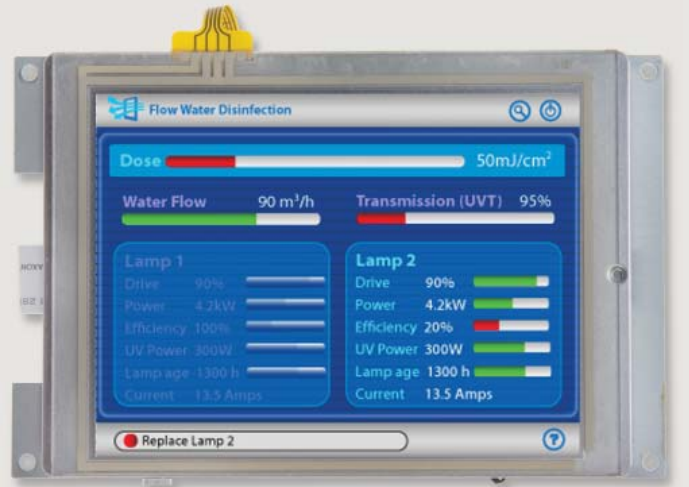 Flow Water Disinfection
Dose 50mJ/cm²
Water Flow 90 m³/h Transmission (UVT) 95%
Lamp 1
Drive 90%
Power 4.2kW
Efficiency 100%
UV Power 300W
Lamp age 1300 h
Current 13.5 Amps
Lamp 2
Drive 90%
Power 4.2kW
Efficiency 20%
UV Power 300W
Lamp age 1300 h
Current 13.5 Amps
Replace Lamp 2
?